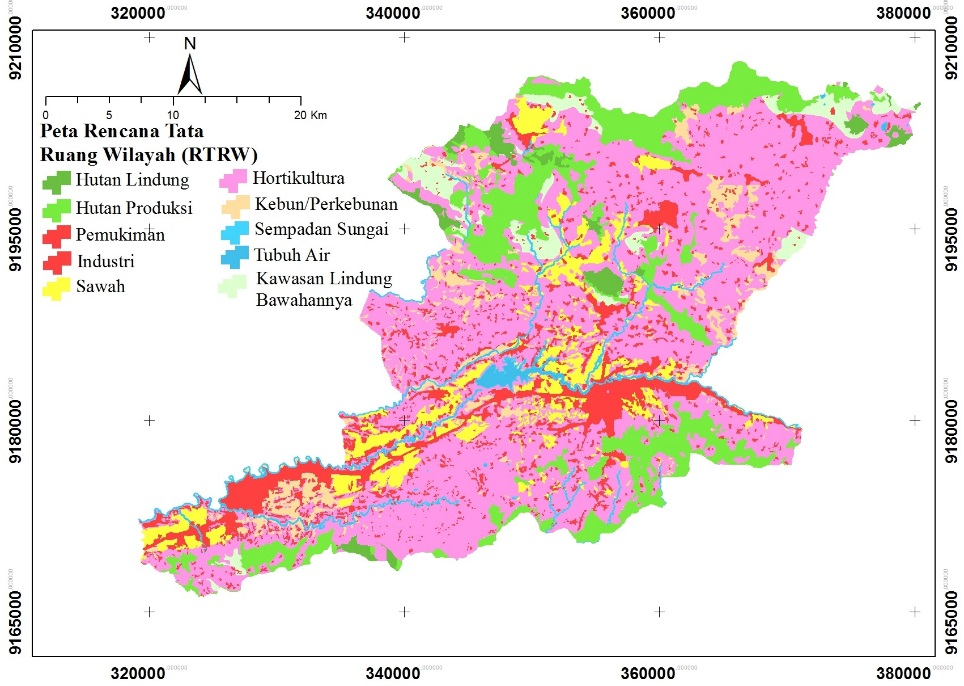 320000 340000 360000 380000
9210000 9210000
N
0 5 10 20 Km
Peta Rencana Tata
Ruang Wilayah (RTRW)
Hutan Lindung
Hutan Produksi
Pemukiman
Industri
Sawah
Hortikultura
Kebun/Perkebunan
Sempadan Sungai
Tubuh Air
Kawasan Lindung
Bawahannya
9195000 9195000
9180000 9180000
9165000 9165000
320000 340000 360000 380000